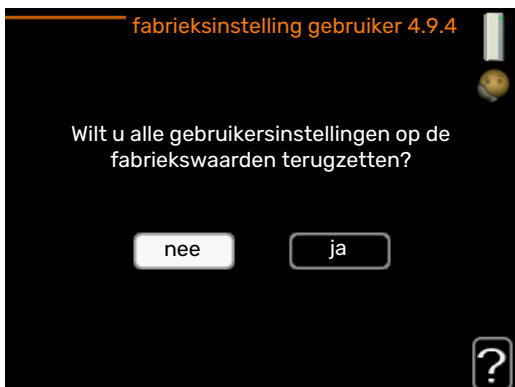 fabrieksinstelling gebruiker 4.9.4
Wilt u alle gebruikersinstellingen op de
fabriekswaarden terugzetten?
nee
ja
?